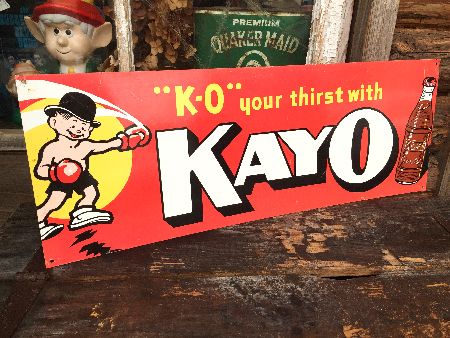 PREMIUM
QUAKER MAID
"K-O" your thirst with
KAYO